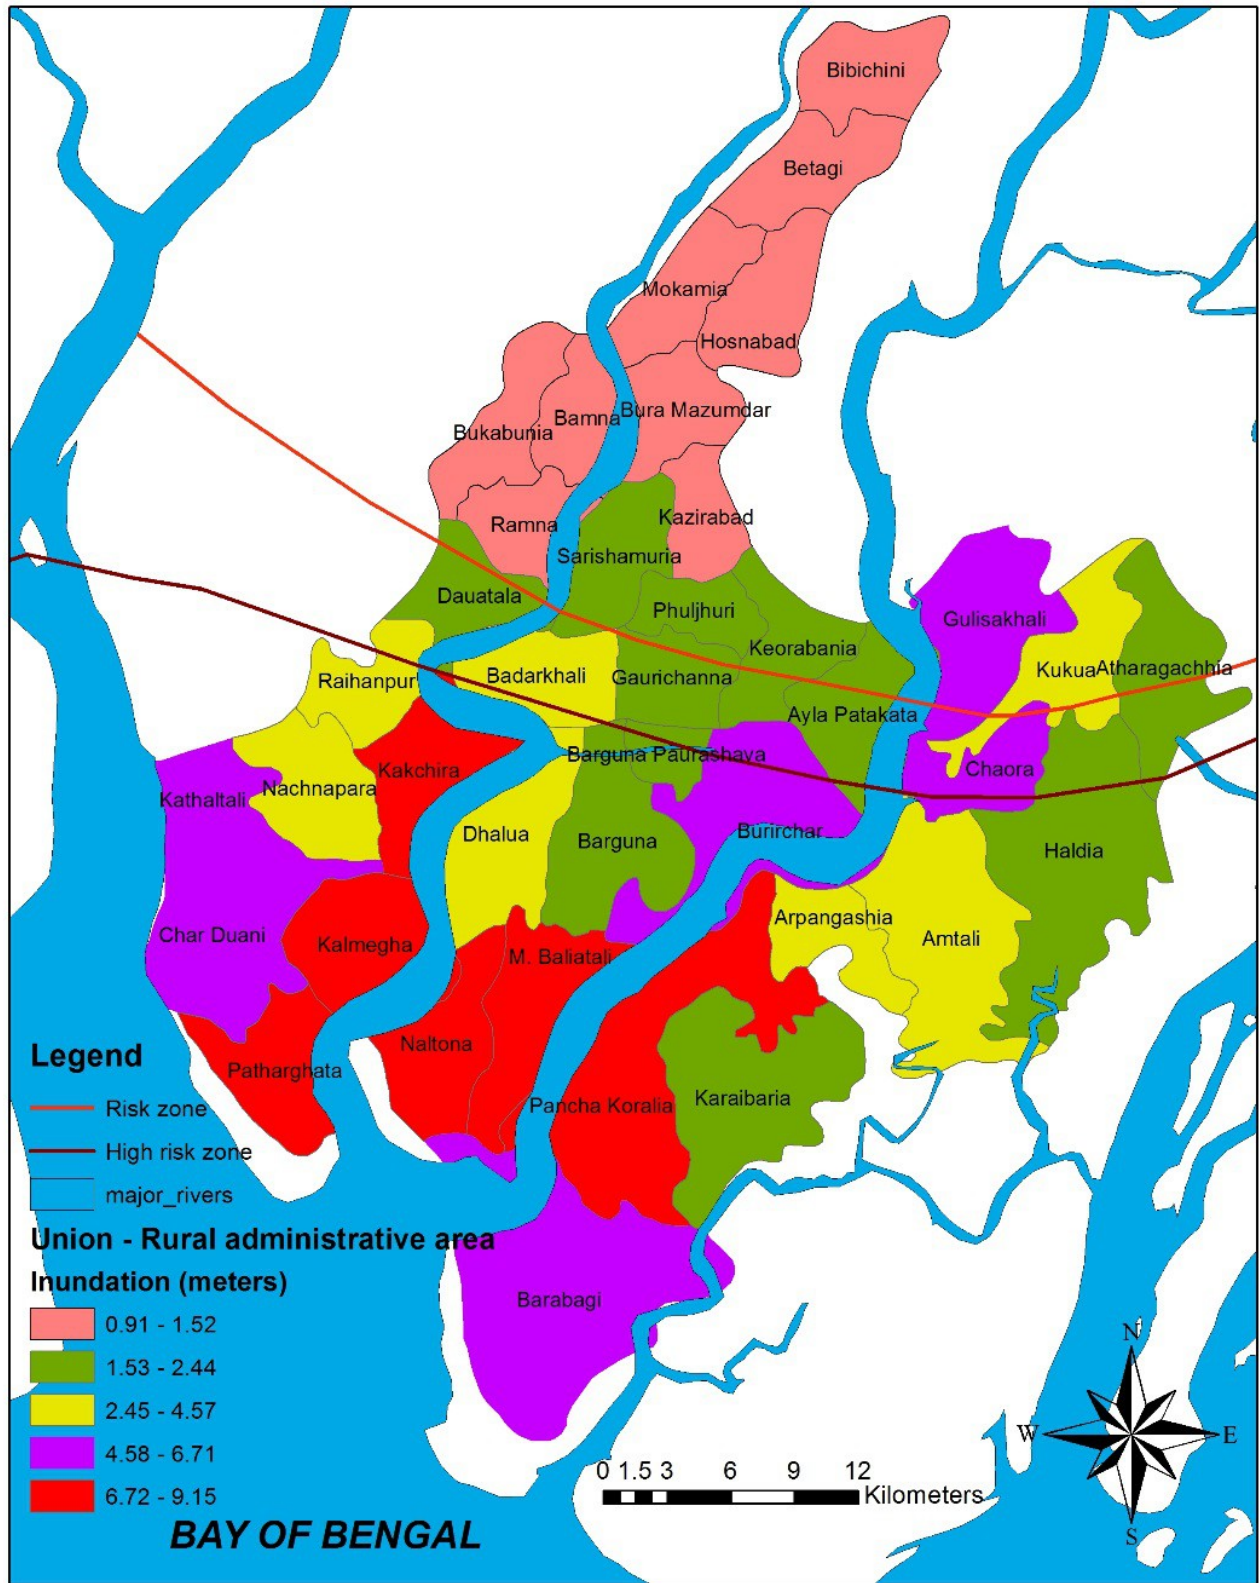 Bibichini
Betagi
Mokamia
Hosnabad
Bura Mazumdar
Bamna
Bukabunia
Kazirabad
Ramna
Sarishamuria
Dauatala
Phuljhuri
Gulisakhali
Keorabania
Kukua
Atharagachhia
Raihanpur
Badarkhali
Gaurichanna
Ayla Patakata
Barguna Paurashava
Kakchira
Chaora
Kathaltali
Nachnapara
Dhalua
Barguna
Burirchar
Haldia
Arpangashia
Amtali
Char Duani
Kalmegha
M. Baliatali
Naltona
Patharghata
Pancha Koralia
Karaibaria
Barabagi
Legend
Risk zone
High risk zone
major_rivers
Union - Rural administrative area
Inundation (meters)
0.91 - 1.52
1.53 - 2.44
2.45 - 4.57
4.58 - 6.71
6.72 - 9.15
BAY OF BENGAL
0 1.5 3 6 9 12
Kilometers
N
W E
S